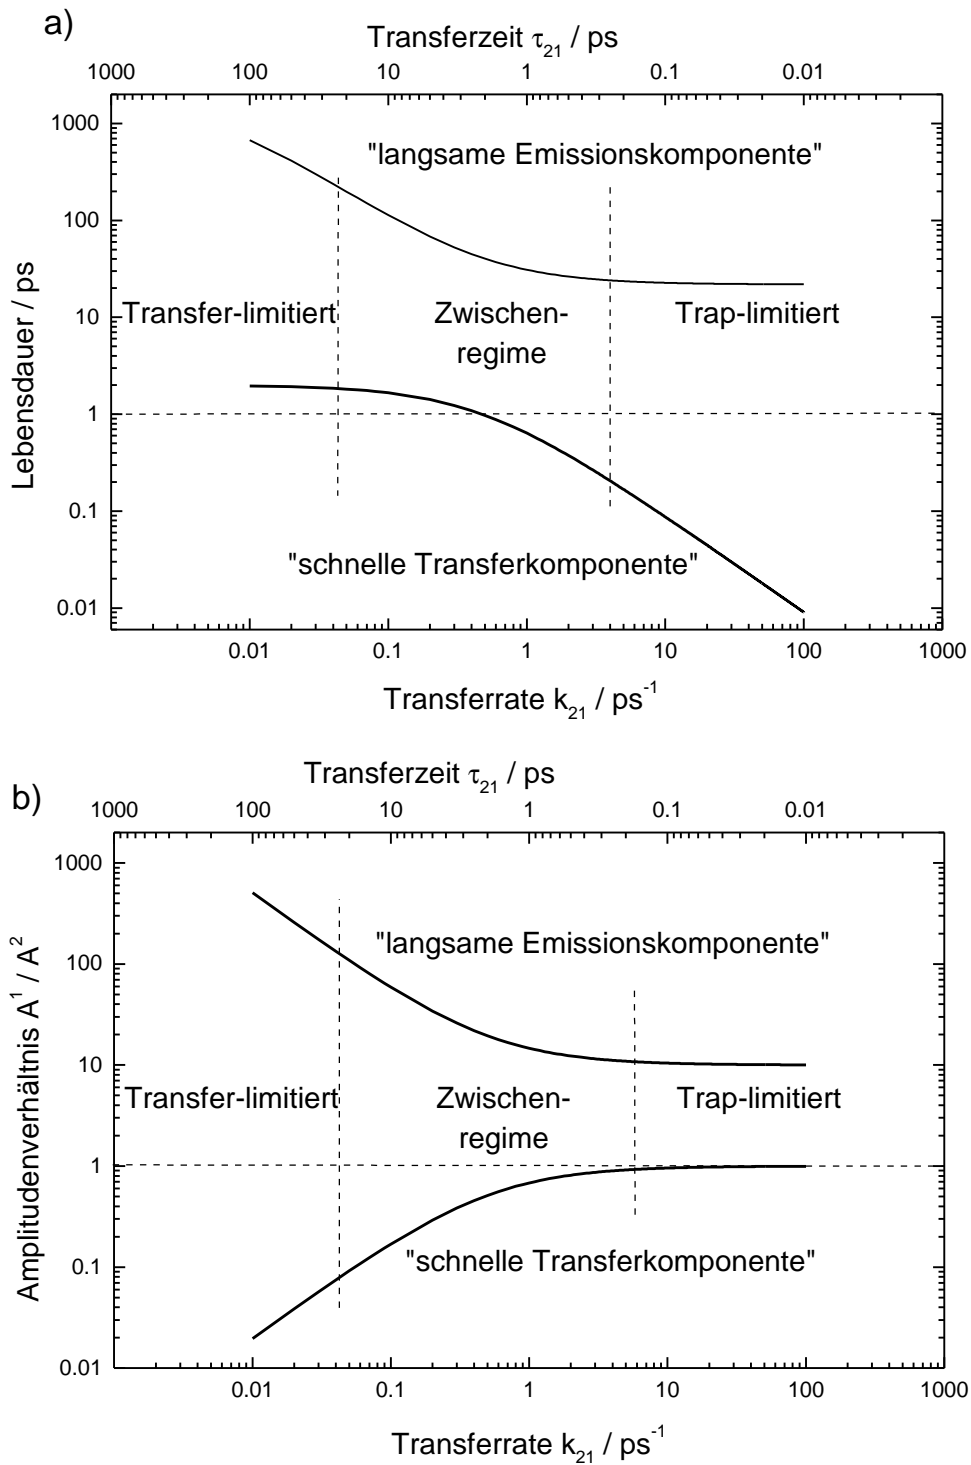 a)
Transferzeit τ21 / ps
1000 100 10 1 0.1 0.01
1000
"langsame Emissionskomponente"
100
Lebensdauer / ps
10
Transfer-limitiert
Zwischen-
regime
Trap-limitiert
1
0.1
"schnelle Transferkomponente"
0.01
0.01 0.1 1 10 100 1000
Transferrate k21 / ps-1
b)
Transferzeit τ21 / ps
1000 100 10 1 0.1 0.01
1000
"langsame Emissionskomponente"
100
Amplitudenverhältnis A1 / A2
10
Transfer-limitiert
Zwischen-
regime
Trap-limitiert
1
"schnelle Transferkomponente"
0.1
0.01
0.01 0.1 1 10 100 1000
Transferrate k21 / ps-1